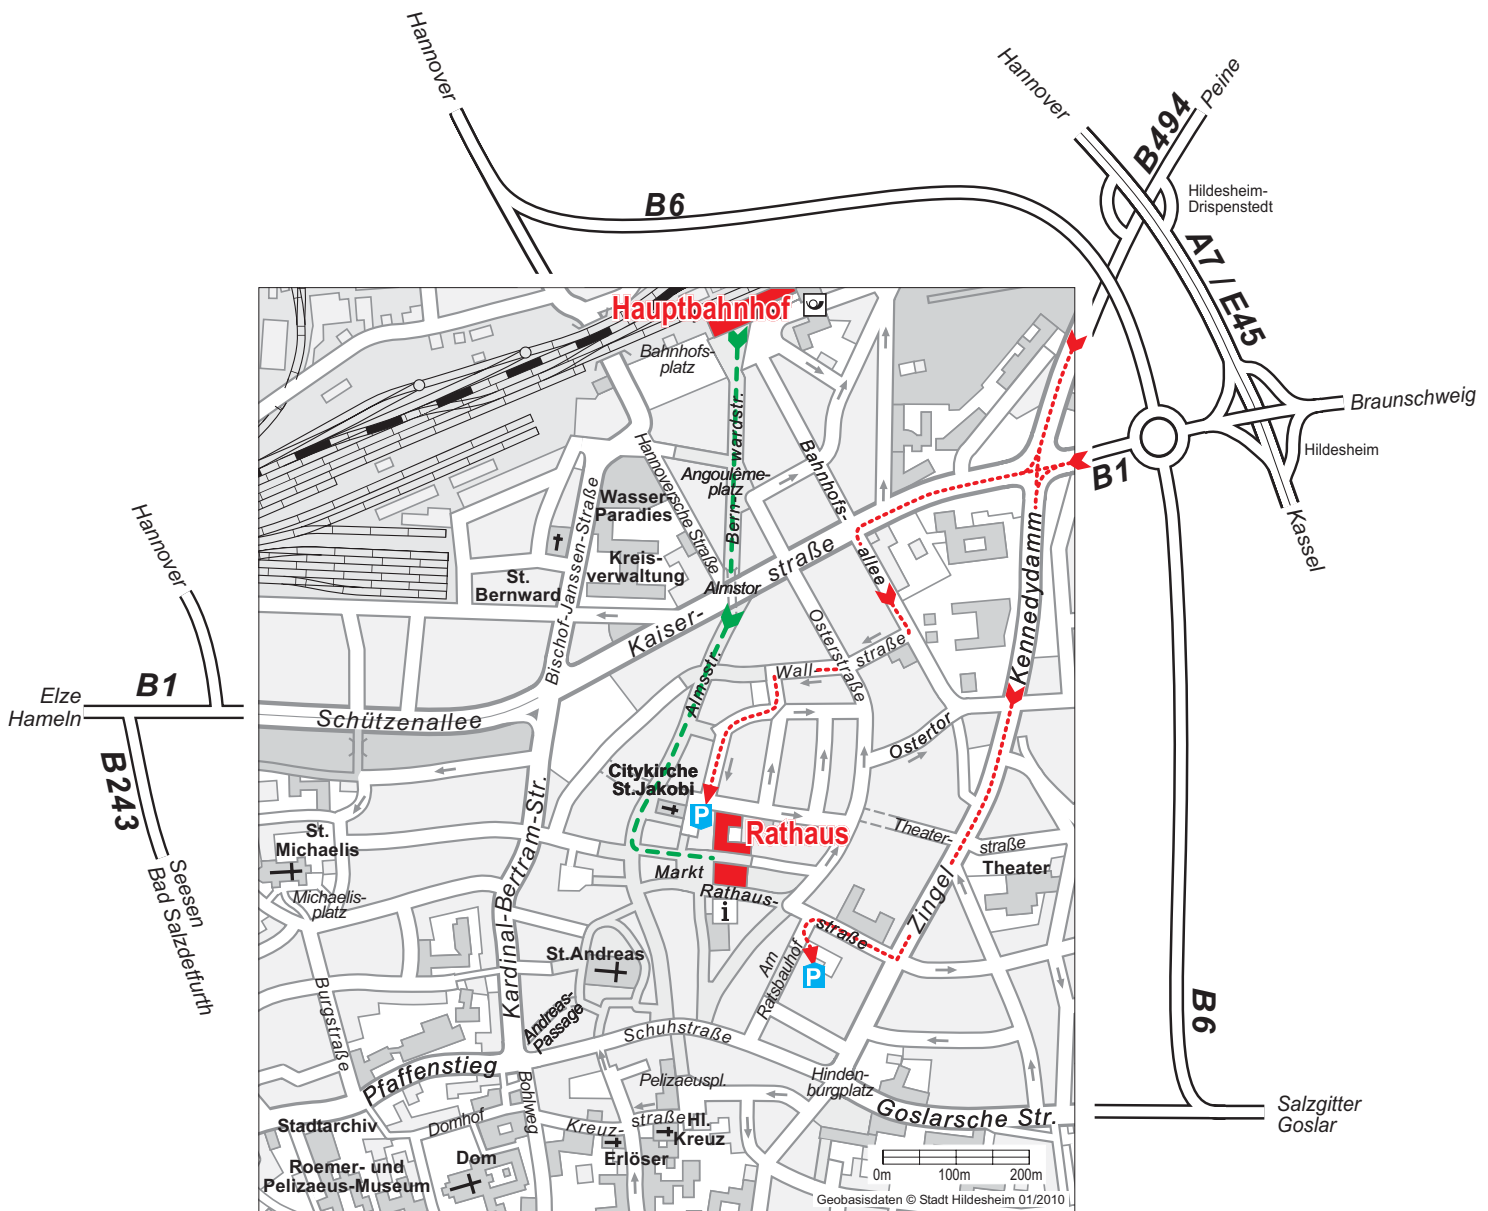 Hannover
Hannover
Peine
B494
B6
Hildesheim-
Drispenstedt
A7 / E45
Hauptbahnhof
Bahnhofs-
platz
Braunschweig
Hildesheim
B1
Kassel
Bern-
wardstr.
Bahnhofs-
allee
Hannoversche Straße
Angoulême-
platz
Wasser-
Paradies
Kreis-
verwaltung
St.
Bernward
Bischof-Janssen-Straße
Almstor
Kaiser-
straße
Kennedydamm
Osterstraße
Wall-
straße
Almsstr.
Hannover
Elze
Hameln
B1
Schützenallee
B243
Seesen
Bad Salzdetfurth
Ostertor
Citykirche
St.Jakobi
P
Rathaus
Theater-
straße
Theater
Markt
Rathaus-
straße
i
Zingel
St.
Michaelis
Michaelis-
platz
Kardinal-Bertram-Str.
St.Andreas
Am
Ratsbauhof
P
Andreas-
Passage
Burgstraße
Schuhstraße
Pfaffenstieg
Bohlweg
Pelizaeuspl.
Hinden-
burgplatz
Goslarsche Str.
B6
Salzgitter
Goslar
Stadtarchiv
Domhof
Kreuz-
straße
Hl.
Kreuz
Erlöser
Dom
Roemer- und
Pelizaeus-Museum
0m 100m 200m
Geobasisdaten © Stadt Hildesheim 01/2010